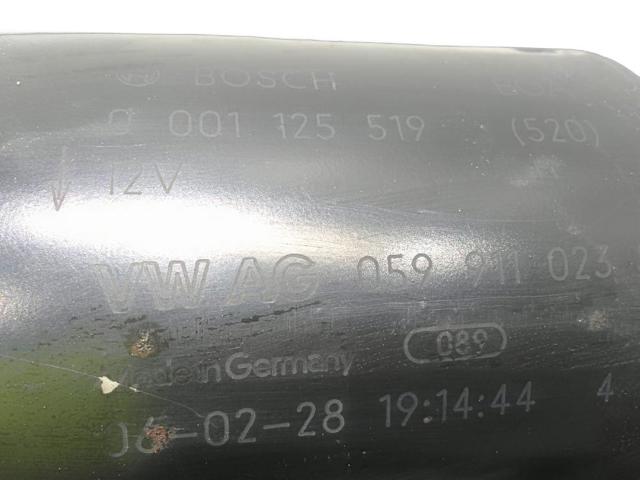 BOSCH
0 001 125 519 (520)
12V
VW AG 059 911 023
089
Made in Germany
06-02-28 19:14:44 4